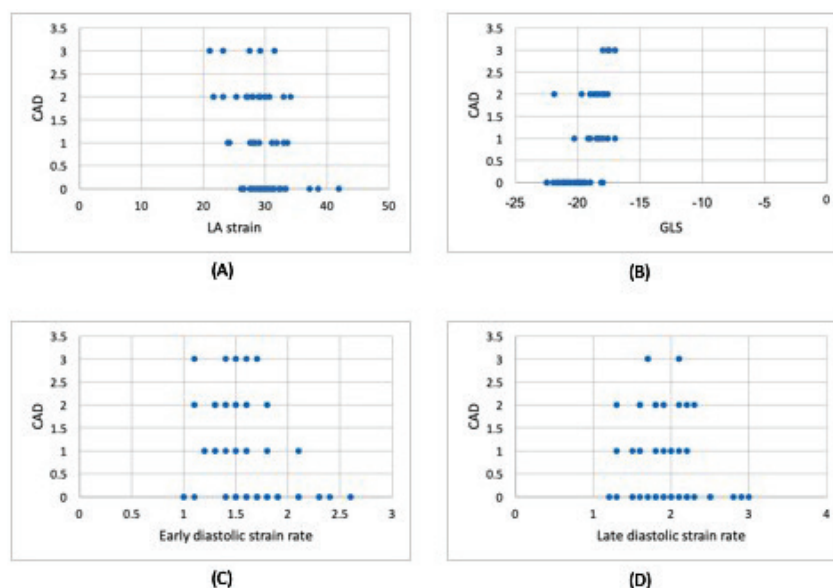 3.5
3
2.5
2
1.5
1
0.5
0
CAD
0 10 20 30 40 50
LA strain
(A)
3.5
3
2.5
2
1.5
1
0.5
0
CAD
-25 -20 -15 -10 -5 0
GLS
(B)
3.5
3
2.5
2
1.5
1
0.5
0
CAD
0 0.5 1 1.5 2 2.5 3
Early diastolic strain rate
(C)
3.5
3
2.5
2
1.5
1
0.5
0
CAD
0 1 2 3 4
Late diastolic strain rate
(D)